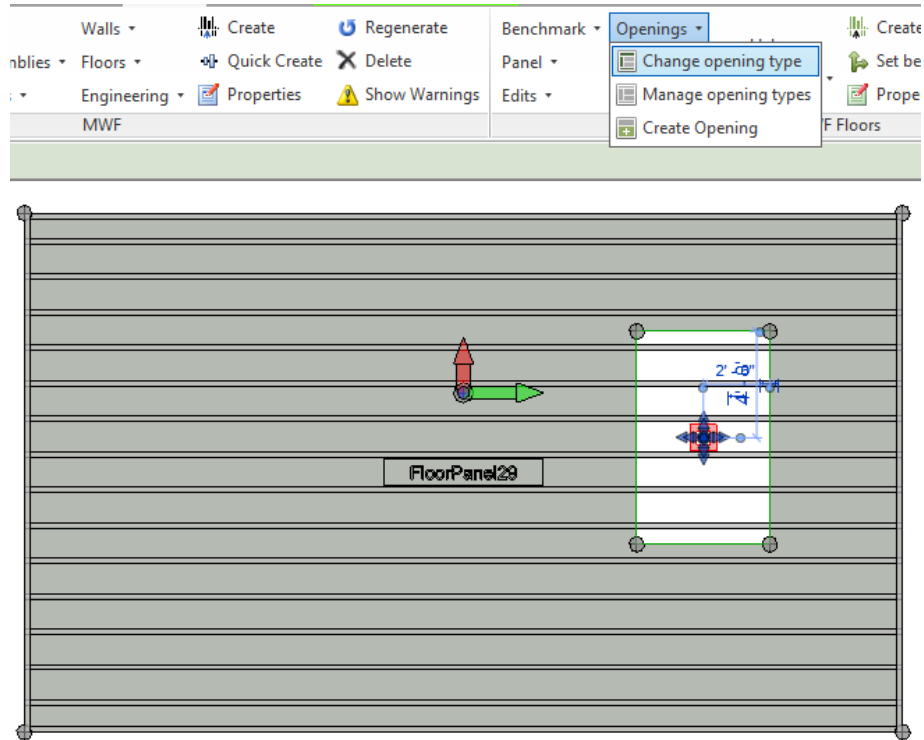 Walls
Create
Regenerate
Benchmark
Openings
Create
nblies
Floors
Quick Create
Delete
Panel
Change opening type
Set be
Engineering
Properties
Show Warnings
Edits
Manage opening types
Prope
MWF
Create Opening
F Floors
FloorPanel29